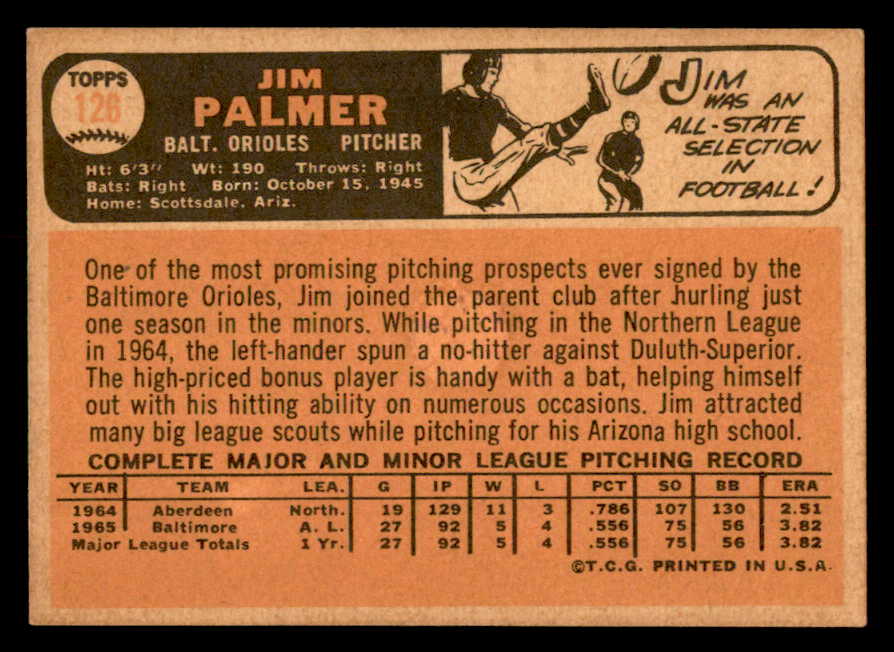 TOPPS
126
JIM
PALMER
BALT. ORIOLES PITCHER
Ht: 6'3" Wt: 190 Throws: Right
Bats: Right Born: October 15, 1945
Home: Scottsdale, Ariz.
JIM
WAS AN
ALL-STATE
SELECTION
IN
FOOTBALL!
One of the most promising pitching prospects ever signed by the
Baltimore Orioles, Jim joined the parent club after hurling just
one season in the minors. While pitching in the Northern League
in 1964, the left-hander spun a no-hitter against Duluth-Superior.
The high-priced bonus player is handy with a bat, helping himself
out with his hitting ability on numerous occasions. Jim attracted
many big league scouts while pitching for his Arizona high school.
COMPLETE MAJOR AND MINOR LEAGUE PITCHING RECORD
YEAR TEAM LEA. G IP W L PCT SO BB ERA
1964 Aberdeen North. 19 129 11 3 .786 107 130 2.51
1965 Baltimore A. L. 27 92 5 4 .556 75 56 3.82
Major League Totals 1 Yr. 27 92 5 4 .556 75 56 3.82
©T.C.G. PRINTED IN U.S.A.